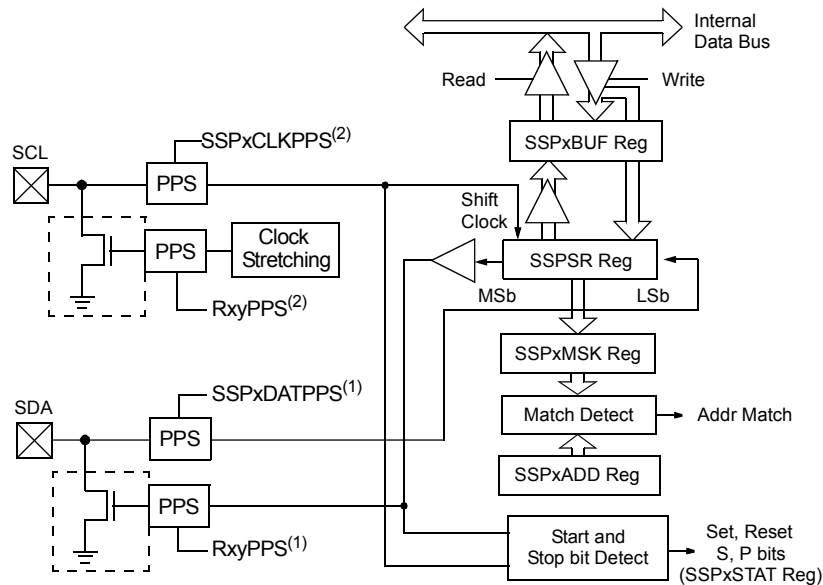 Internal
Data Bus
Read
Write
SSPxCLKPPS(2)
SCL
SSPxBUF Reg
PPS
Shift
Clock
PPS
Clock
Stretching
SSPSR Reg
MSb
LSb
RxyPPS(2)
SSPxMSK Reg
SSPxDATPPS(1)
SDA
PPS
Match Detect
Addr Match
SSPxADD Reg
PPS
RxyPPS(1)
Start and
Stop bit Detect
Set, Reset
S, P bits
(SSPxSTAT Reg)